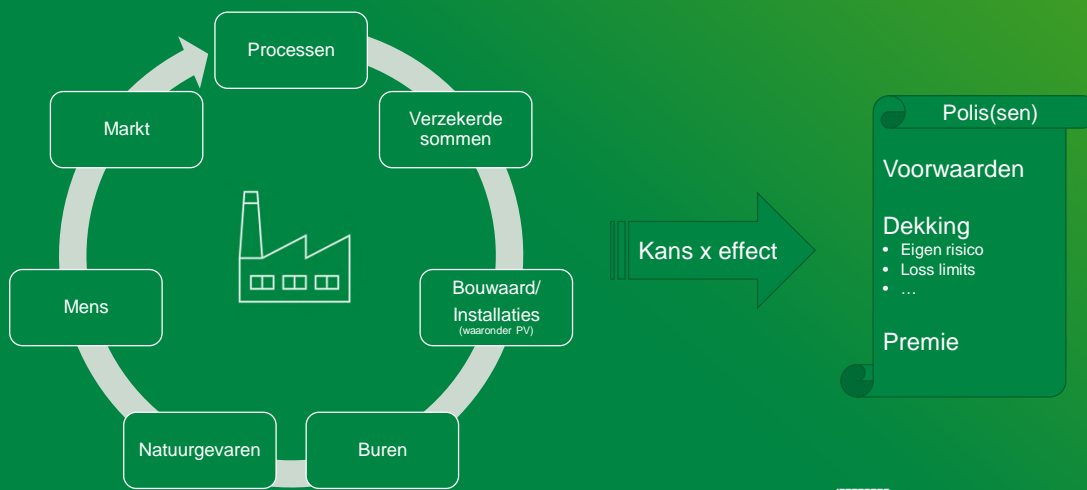 Processen
Verzekerde
sommen
Bouwaard/
Installaties
(waaronder PV)
Buren
Natuurgevaren
Mens
Markt
Kans x effect
Polis(sen)
Voorwaarden
Dekking
• Eigen risico
• Loss limits
• …
Premie